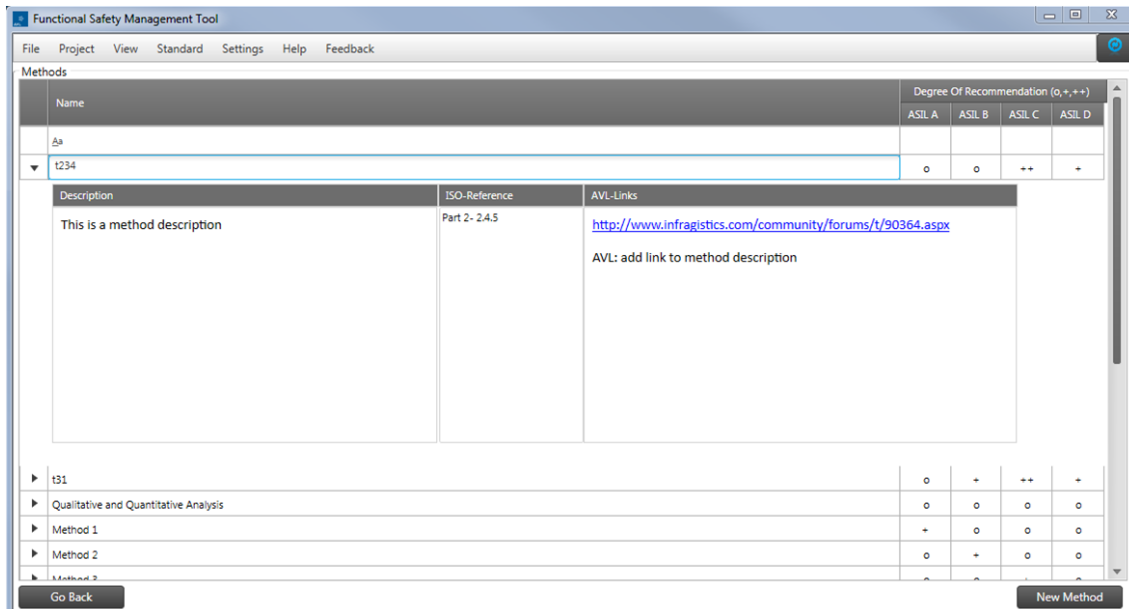 Functional Safety Management Tool
File Project View Standard Settings Help Feedback
Methods
Name Degree Of Recommendation (o,+,++)
ASIL A ASIL B ASIL C ASIL D
Aa
t234 o o ++ +
Description ISO-Reference AVL-Links
This is a method description Part 2- 2.4.5 http://www.infragistics.com/community/forums/t/90364.aspx
AVL: add link to method description
t31 o + ++ +
Qualitative and Quantitative Analysis o o o o
Method 1 + o o o
Method 2 o + o o
Method 3
Go Back New Method